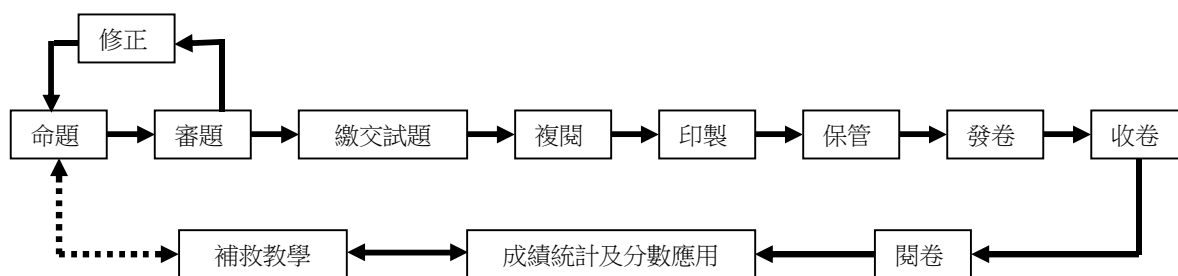 修正
命題
審題
繳交試題
複閱
印製
保管
發卷
收卷
補救教學
成績統計及分數應用
閱卷